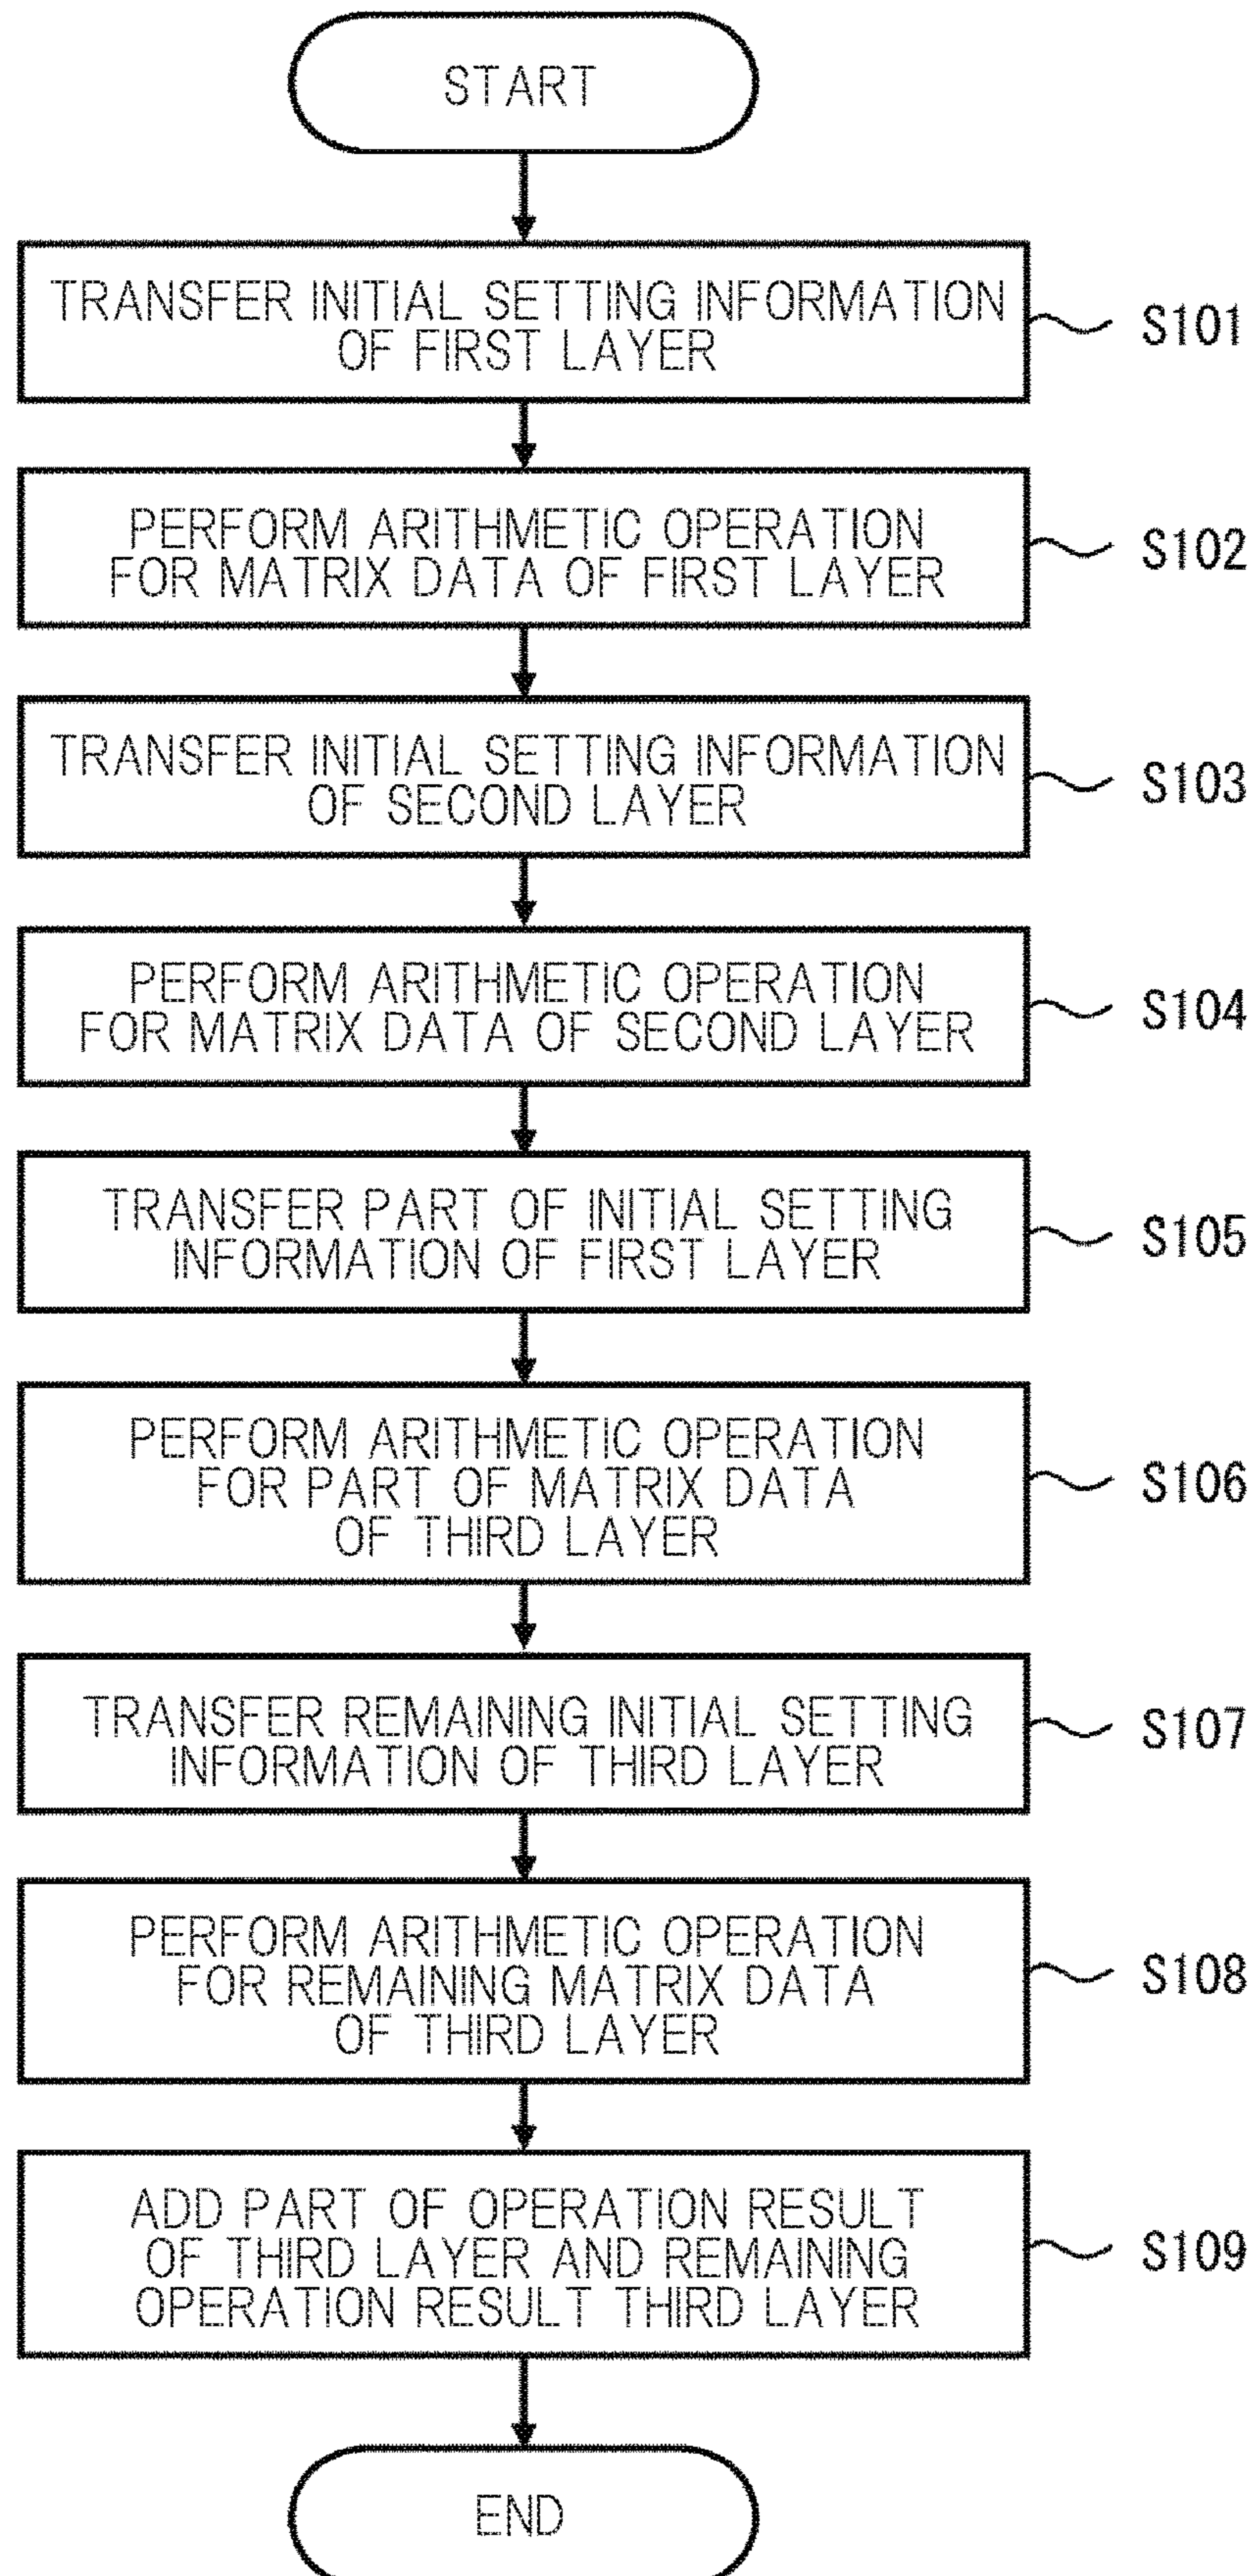 START
TRANSFER INITIAL SETTING INFORMATION
OF FIRST LAYER
S101
PERFORM ARITHMETIC OPERATION
FOR MATRIX DATA OF FIRST LAYER
S102
TRANSFER INITIAL SETTING INFORMATION
OF SECOND LAYER
S103
PERFORM ARITHMETIC OPERATION
FOR MATRIX DATA OF SECOND LAYER
S104
TRANSFER PART OF INITIAL SETTING
INFORMATION OF FIRST LAYER
S105
PERFORM ARITHMETIC OPERATION
FOR PART OF MATRIX DATA
OF THIRD LAYER
S106
TRANSFER REMAINING INITIAL SETTING
INFORMATION OF THIRD LAYER
S107
PERFORM ARITHMETIC OPERATION
FOR REMAINING MATRIX DATA
OF THIRD LAYER
S108
ADD PART OF OPERATION RESULT
OF THIRD LAYER AND REMAINING
OPERATION RESULT THIRD LAYER
S109
END